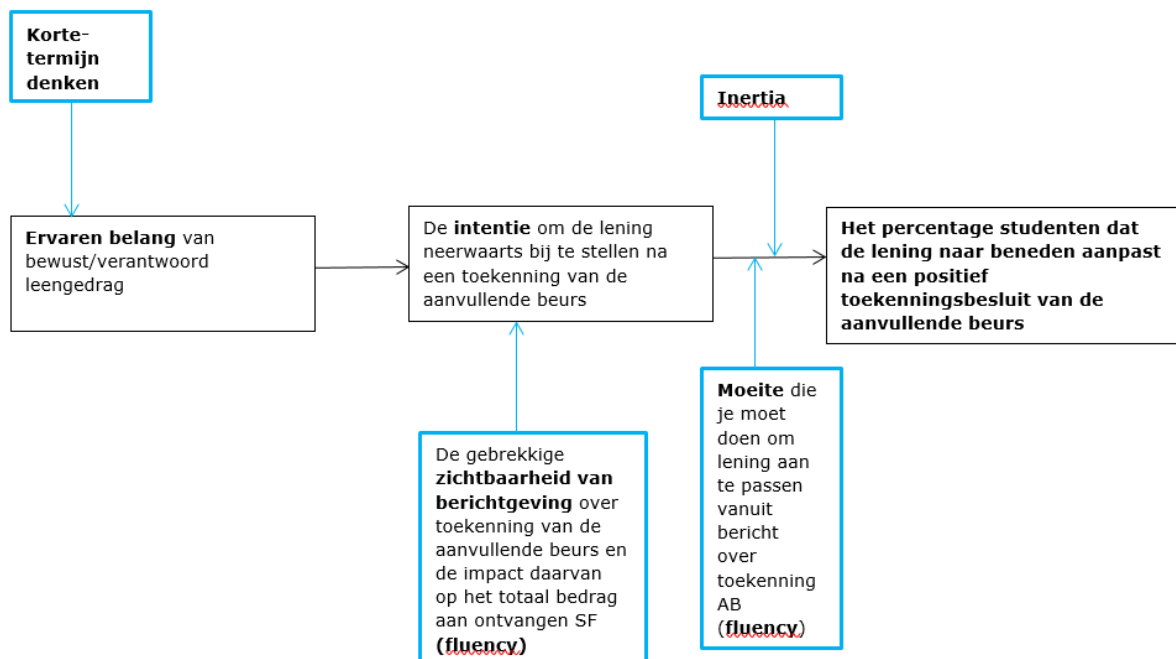 Korte-
termijn
denken
Inertia
Ervaren belang van
bewust/verantwoord
leengedrag
De intentie om de lening
neerwaarts bij te stellen na
een toekenning van de
aanvullende beurs
Het percentage studenten dat
de lening naar beneden aanpast
na een positief
toekenningsbesluit van de
aanvullende beurs
De gebrekkige
zichtbaarheid van
berichtgeving over
toekenning van de
aanvullende beurs en
de impact daarvan
op het totaal bedrag
aan ontvangen SF
(fluency)
Moeite die
je moet
doen om
lening aan
te passen
vanuit
bericht
over
toekenning
AB
(fluency)